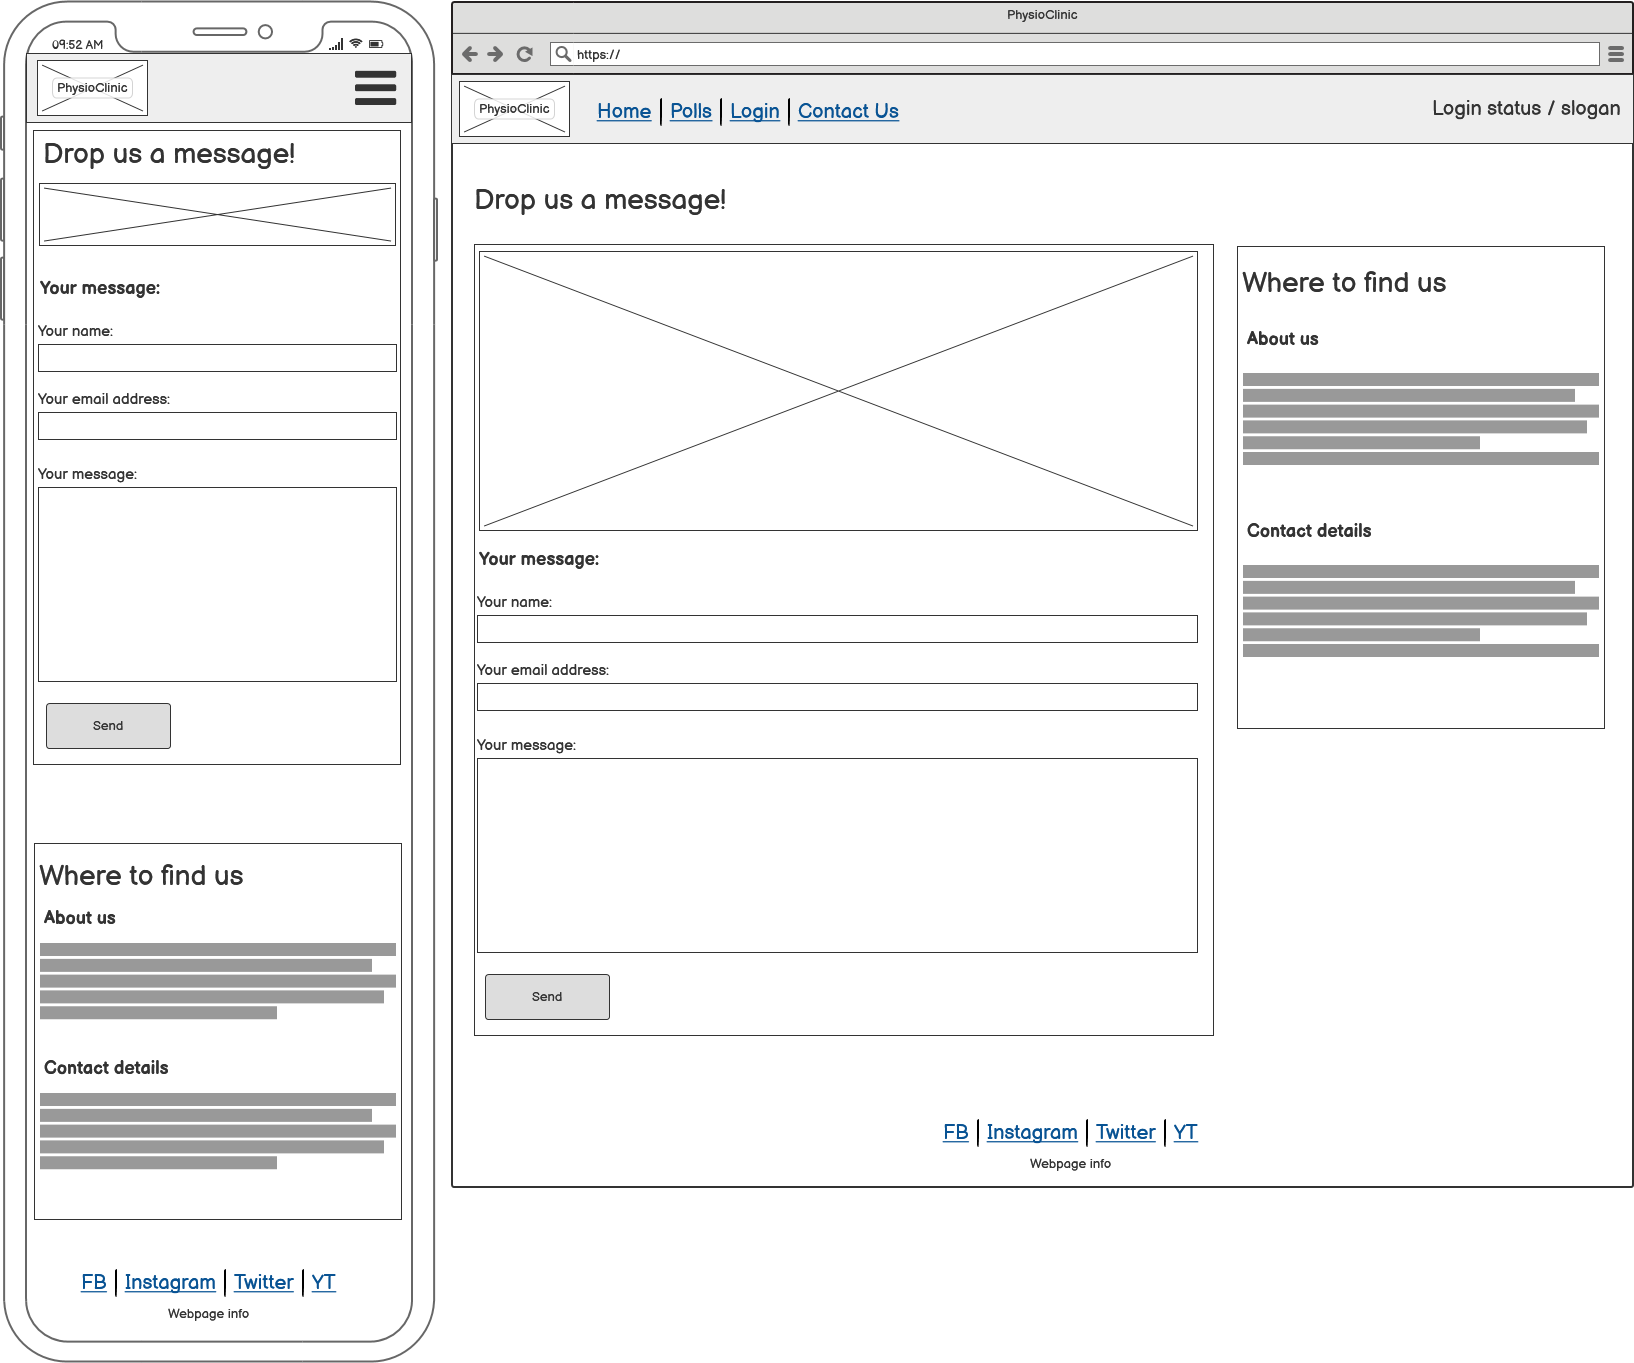 09:52 AM
PhysioClinic
Drop us a message!
Your message:
Your name:
Your email address:
Your message:
Send
Where to find us
About us
Contact details
FB | Instagram | Twitter | YT
Webpage info
PhysioClinic
https://
PhysioClinic
Home | Polls | Login | Contact Us
Login status / slogan
Drop us a message!
Your message:
Your name:
Your email address:
Your message:
Send
Where to find us
About us
Contact details
FB | Instagram | Twitter | YT
Webpage info